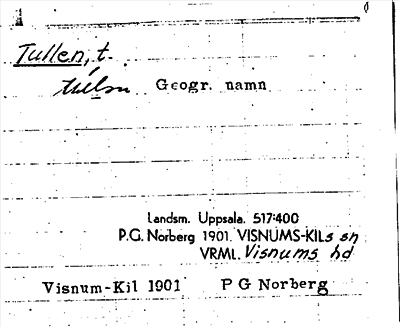 Tullen, t.
Geogr. namn
Landsm. Uppsala. 517:400
P.G. Norberg 1901. VISNUMS-KILs sn
VRML. Visnums hd
Visnum-Kil 1901 P G Norberg